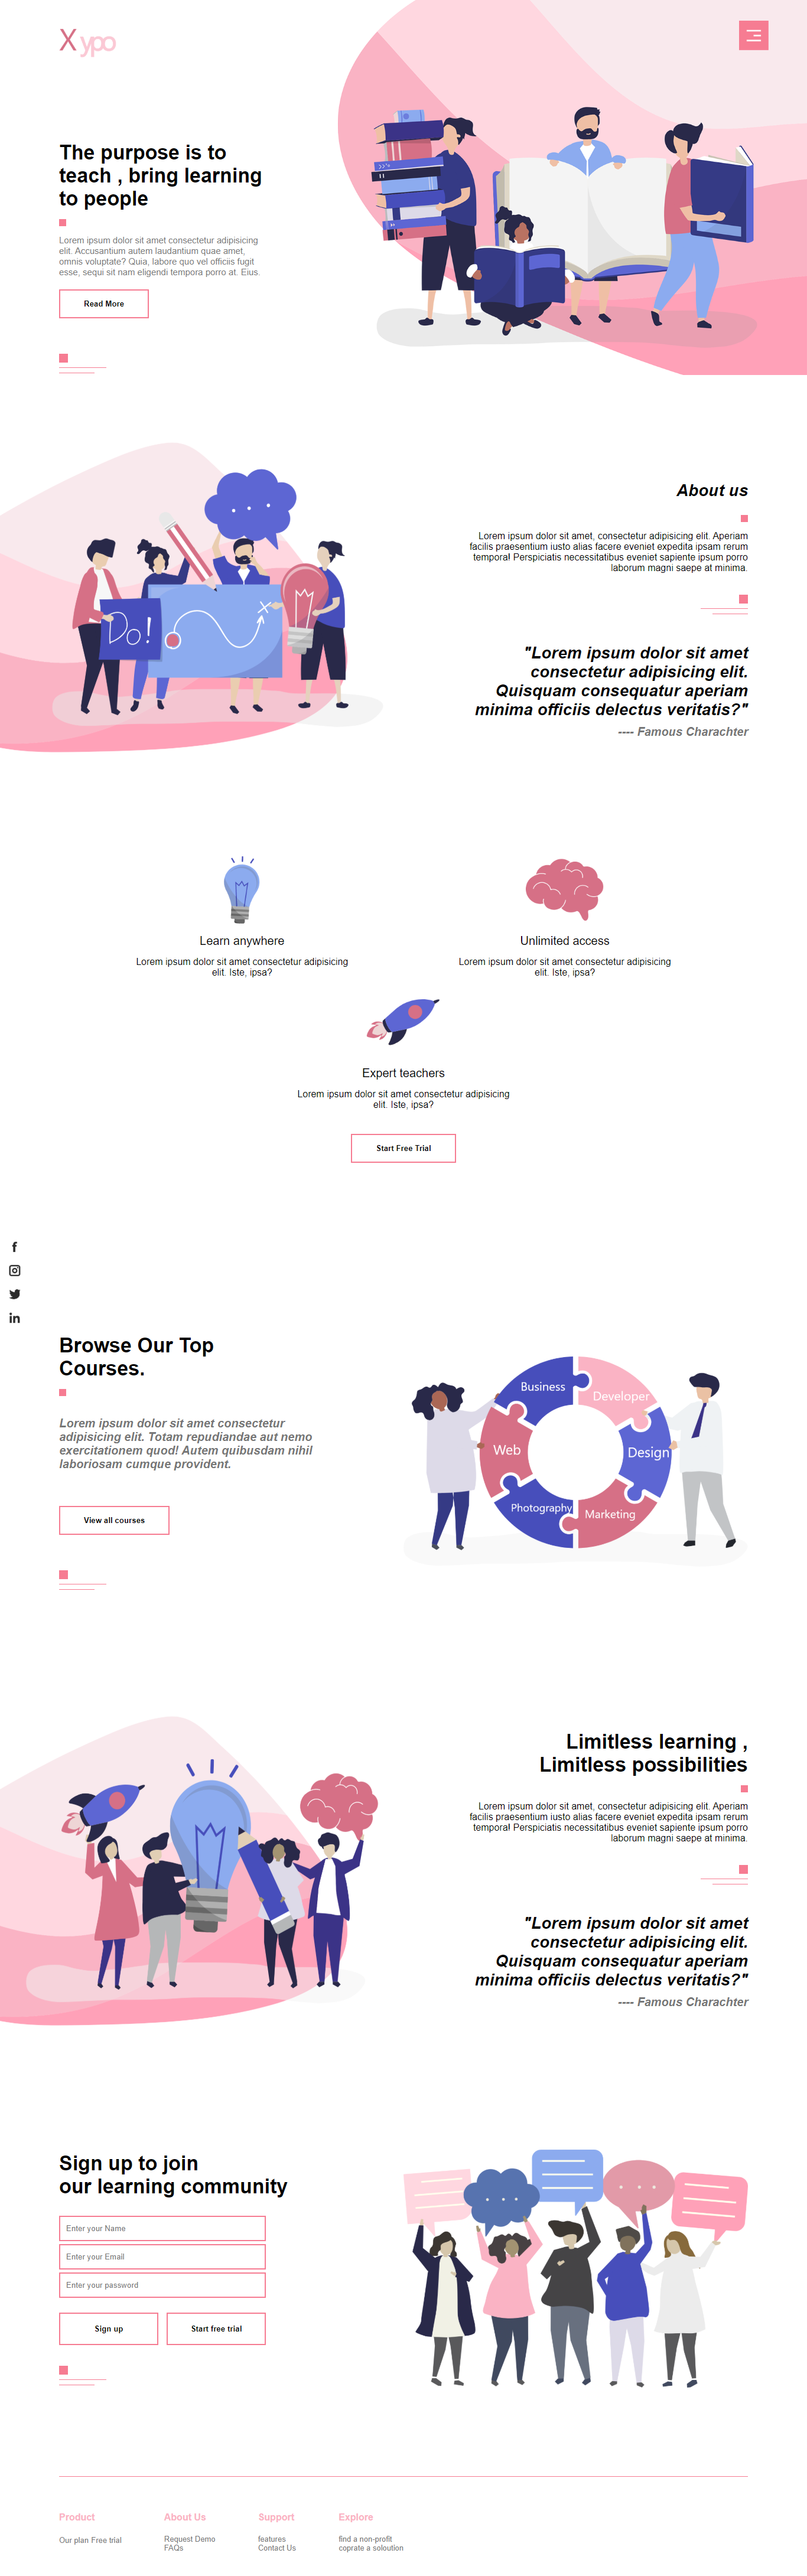 X ypo
The purpose is to
teach , bring learning
to people
Lorem ipsum dolor sit amet consectetur adipisicing
elit. Accusantium autem laudantium quae amet,
omnis voluptate? Quia, labore quo vel officiis fugit
esse, sequi sit nam eligendi tempora porro at. Eius.
Read More
Do!
About us
Lorem ipsum dolor sit amet, consectetur adipisicing elit. Aperiam
facilis praesentium iusto alias facere eveniet expedita ipsam rerum
tempora! Perspiciatis necessitatibus eveniet sapiente ipsum porro
laborum magni saepe at minima.
"Lorem ipsum dolor sit amet
consectetur adipisicing elit.
Quisquam consequatur aperiam
minima officiis delectus veritatis?"
---- Famous Charachter
Learn anywhere
Lorem ipsum dolor sit amet consectetur adipisicing
elit. Iste, ipsa?
Unlimited access
Lorem ipsum dolor sit amet consectetur adipisicing
elit. Iste, ipsa?
Expert teachers
Lorem ipsum dolor sit amet consectetur adipisicing
elit. Iste, ipsa?
Start Free Trial
Browse Our Top
Courses.
Lorem ipsum dolor sit amet consectetur
adipisicing elit. Totam repudiandae aut nemo
exercitationem quod! Autem quibusdam nihil
laboriosam cumque provident.
View all courses
Business
Developer
Web
Design
Photography
Marketing
Limitless learning ,
Limitless possibilities
Lorem ipsum dolor sit amet, consectetur adipisicing elit. Aperiam
facilis praesentium iusto alias facere eveniet expedita ipsam rerum
tempora! Perspiciatis necessitatibus eveniet sapiente ipsum porro
laborum magni saepe at minima.
"Lorem ipsum dolor sit amet
consectetur adipisicing elit.
Quisquam consequatur aperiam
minima officiis delectus veritatis?"
---- Famous Charachter
Sign up to join
our learning community
Enter your Name
Enter your Email
Enter your password
Sign up
Start free trial
Product
Our plan Free trial
About Us
Request Demo
FAQs
Support
features
Contact Us
Explore
find a non-profit
coprate a soloution